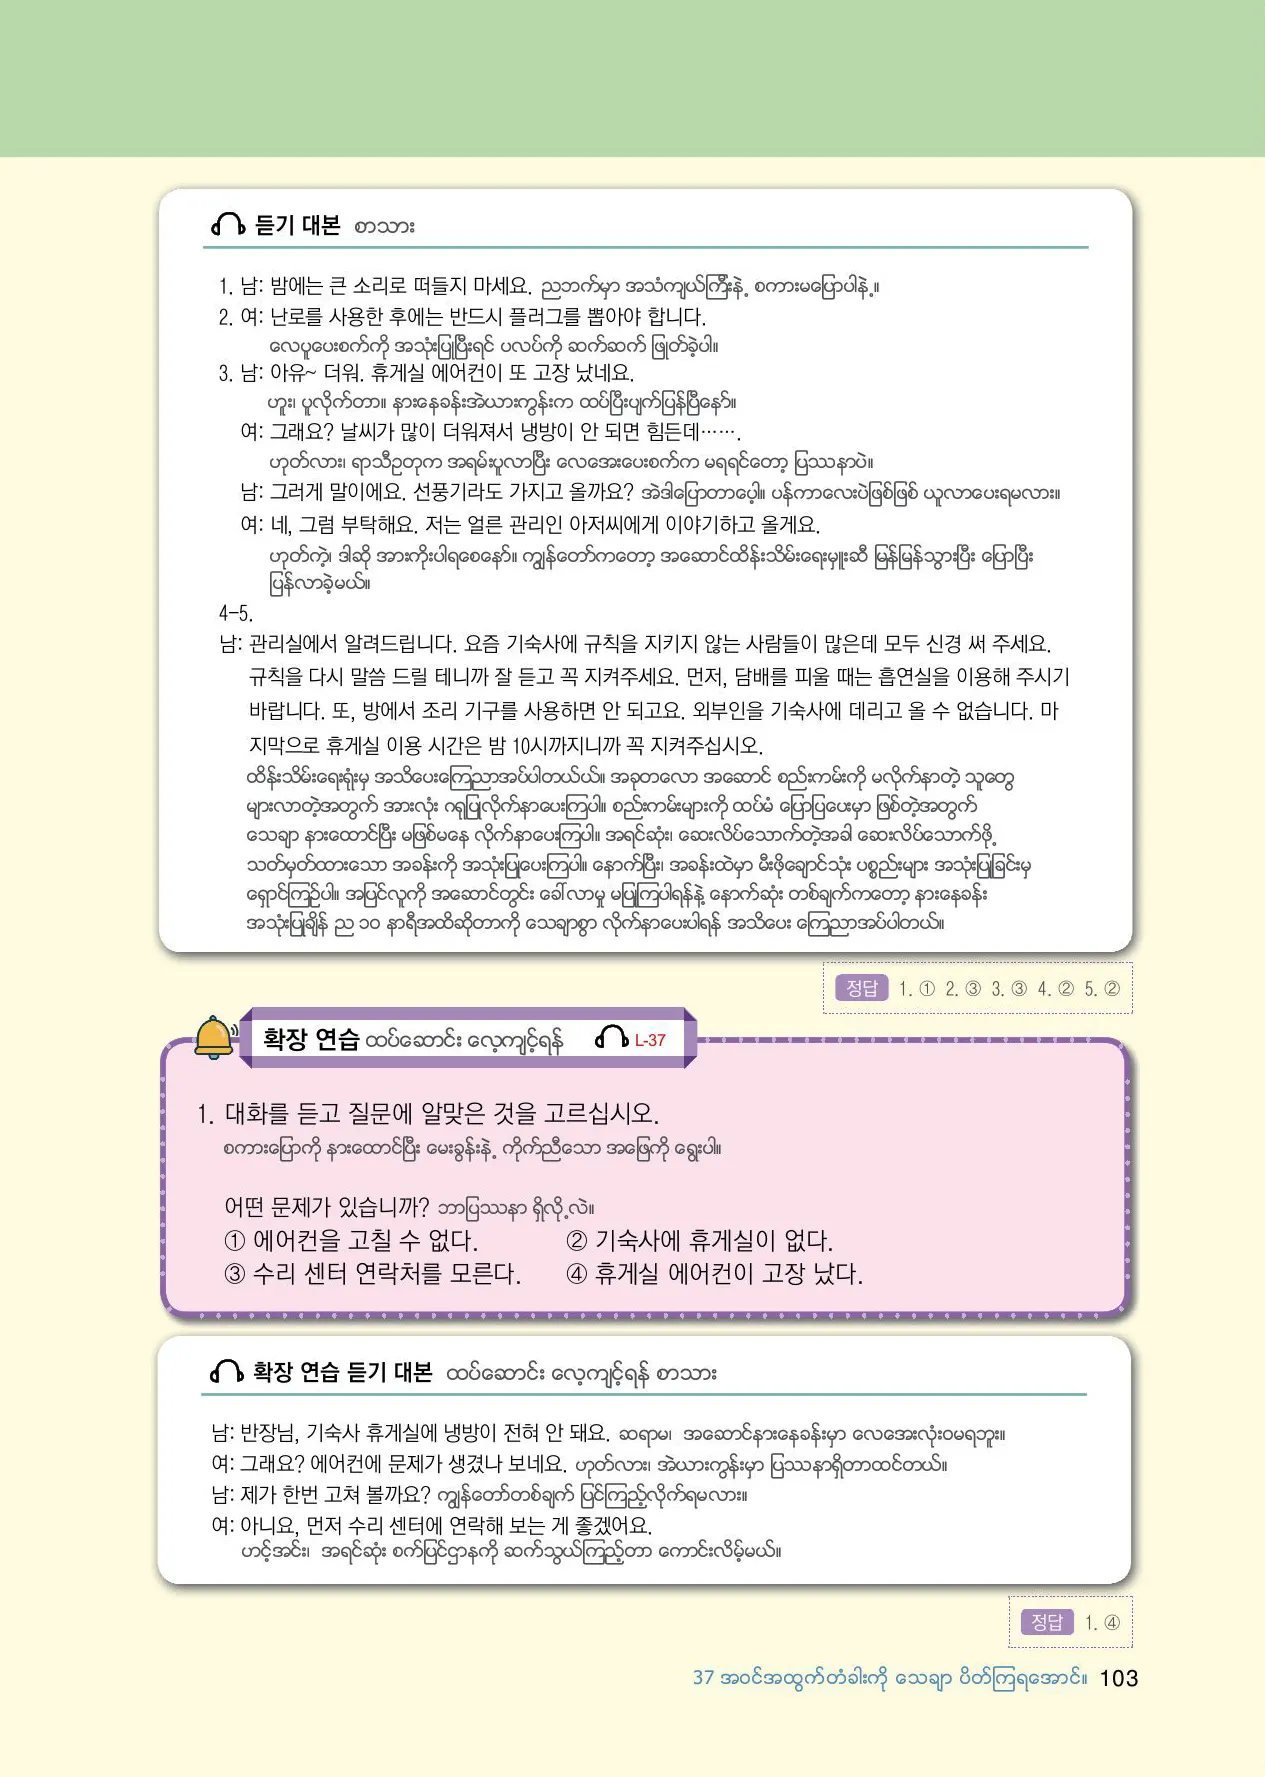 듣기 대본 စာသား
1. 남: 밤에는 큰 소리로 떠들지 마세요. ညဘက်မှာ အသံကျယ်ကြီးနဲ့ စကားမပြောပါနဲ့။
2. 여: 난로를 사용한 후에는 반드시 플러그를 뽑아야 합니다.
လေပူပေးစက်ကို အသုံးပြုပြီးရင် ပလပ်ကို ဆက်ဆက် ဖြုတ်ခဲ့ပါ။
3. 남: 아유~ 더워. 휴게실 에어컨이 또 고장 났네요.
ဟူး၊ ပူလိုက်တာ။ နားနေခန်းအဲယားကွန်းက ထပ်ပြီးပျက်ပြန်ပြီနော်။
여: 그래요? 날씨가 많이 더워져서 냉방이 안 되면 힘든데…….
ဟုတ်လား၊ ရာသီဥတုက အရမ်းပူလာပြီး လေအေးပေးစက်က မရရင်တော့ ပြဿနာပဲ။
남: 그러게 말이에요. 선풍기라도 가지고 올까요? အဲဒါပြောတာပေ့ါ။ ပန်ကာလေးပဲဖြစ်ဖြစ် ယူလာပေးရမလား။
여: 네, 그럼 부탁해요. 저는 얼른 관리인 아저씨에게 이야기하고 올게요.
ဟုတ်ကဲ့၊ ဒါဆို အားကိုးပါရစေနော်။ ကျွန်တော်ကတော့ အဆောင်ထိန်းသိမ်းရေးမှူးဆီ မြန်မြန်သွားပြီး ပြောပြီး
ပြန်လာခဲ့မယ်။
4-5.
남: 관리실에서 알려드립니다. 요즘 기숙사에 규칙을 지키지 않는 사람들이 많은데 모두 신경 써 주세요.
규칙을 다시 말씀 드릴 테니까 잘 듣고 꼭 지켜주세요. 먼저, 담배를 피울 때는 흡연실을 이용해 주시기
바랍니다. 또, 방에서 조리 기구를 사용하면 안 되고요. 외부인을 기숙사에 데리고 올 수 없습니다. 마
지막으로 휴게실 이용 시간은 밤 10시까지니까 꼭 지켜주십시오.
ထိန်းသိမ်းရေးရုံးမှ အသိပေးကြေညာအပ်ပါတယ်ယ်။ အခုတလော အဆောင် စည်းကမ်းကို မလိုက်နာတဲ့ သူတွေ
များလာတဲ့အတွက် အားလုံး ဂရုပြုလိုက်နာပေးကြပါ။ စည်းကမ်းများကို ထပ်မံ ပြောပြပေးမှာ ဖြစ်တဲ့အတွက်
သေချာ နားထောင်ပြီး မဖြစ်မနေ လိုက်နာပေးကြပါ။ အရင်ဆုံး၊ ဆေးလိပ်သောက်တဲ့အခါ ဆေးလိပ်သောက်ဖို့
သတ်မှတ်ထားသော အခန်းကို အသုံးပြုပေးကြပါ။ နောက်ပြီး၊ အခန်းထဲမှာ မီးဖိုချောင်သုံး ပစ္စည်းများ အသုံးပြုခြင်းမှ
ရှောင်ကြဉ်ပါ။ အပြင်လူကို အဆောင်တွင်း ခေါ်လာမှု မပြုကြပါရန်နဲ့ နောက်ဆုံး တစ်ချက်ကတော့ နားနေခန်း
အသုံးပြုချိန် ည ၁၀ နာရီအထိဆိုတာကို သေချာစွာ လိုက်နာပေးပါရန် အသိပေး ကြေညာအပ်ပါတယ်။
정답 1. ① 2. ③ 3. ③ 4. ② 5. ②
확장 연습 ထပ်ဆောင်း လေ့ကျင့်ရန် L-37
1. 대화를 듣고 질문에 알맞은 것을 고르십시오.
စကားပြောကို နားထောင်ပြီး မေးခွန်းနဲ့ ကိုက်ညီသော အဖြေကို ရွေးပါ။
어떤 문제가 있습니까? ဘာပြဿနာ ရှိလို့လဲ။
① 에어컨을 고칠 수 없다. ② 기숙사에 휴게실이 없다.
③ 수리 센터 연락처를 모른다. ④ 휴게실 에어컨이 고장 났다.
확장 연습 듣기 대본 ထပ်ဆောင်း လေ့ကျင့်ရန် စာသား
남: 반장님, 기숙사 휴게실에 냉방이 전혀 안 돼요. ဆရာမ၊ အဆောင်နားနေခန်းမှာ လေအေးလုံးဝမရဘူး။
여: 그래요? 에어컨에 문제가 생겼나 보네요. ဟုတ်လား၊ အဲယားကွန်းမှာ ပြဿနာရှိတာထင်တယ်။
남: 제가 한번 고쳐 볼까요? ကျွန်တော်တစ်ချက် ပြင်ကြည့်လိုက်ရမလား။
여: 아니요, 먼저 수리 센터에 연락해 보는 게 좋겠어요.
ဟင့်အင်း၊ အရင်ဆုံး စက်ပြင်ဌာနကို ဆက်သွယ်ကြည့်တာ ကောင်းလိမ့်မယ်။
정답 1. ④
37 အဝင်အထွက်တံခါးကို သေချာ ပိတ်ကြရအောင်။ 103